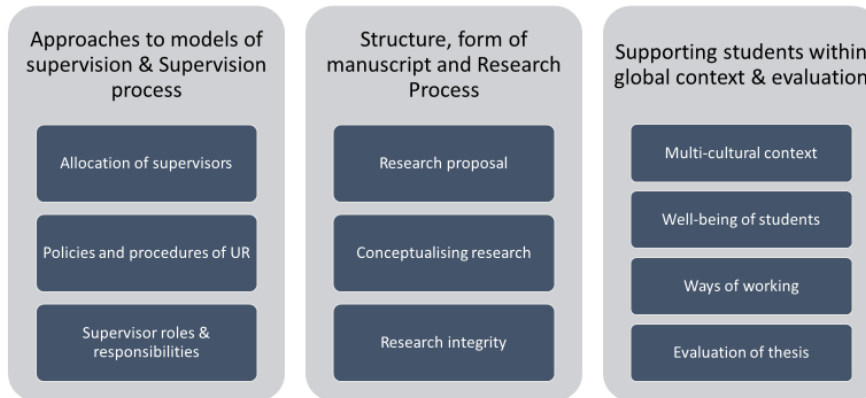 Approaches to models of
supervision & Supervision
process
Allocation of supervisors
Policies and procedures of UR
Supervisor roles &
responsibilities
Structure, form of
manuscript and Research
Process
Research proposal
Conceptualising research
Research integrity
Supporting students within
global context & evaluation
Multi-cultural context
Well-being of students
Ways of working
Evaluation of thesis